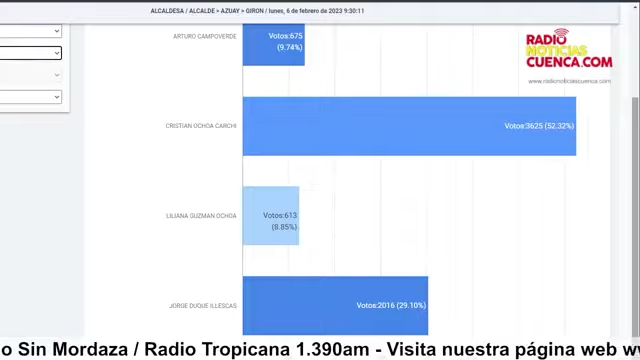 ALCALDESA / ALCALDE > AZUAY > GIRON / lunes, 6 de febrero de 2023 9:30:11
ARTURO CAMPOVERDE
Votos:675
(9.74%)
RADIO
NOTICIAS
CUENCA.COM
www.radionoticiascuenca.com
CRISTIAN OCHOA CARCHI
Votos:3625 (52.32%)
LILIANA GUZMAN OCHOA
Votos:613
(8.85%)
JORGE DUQUE ILLESCAS
Votos:2016 (29.10%)
o Sin Mordaza / Radio Tropicana 1.390am - Visita nuestra página web w